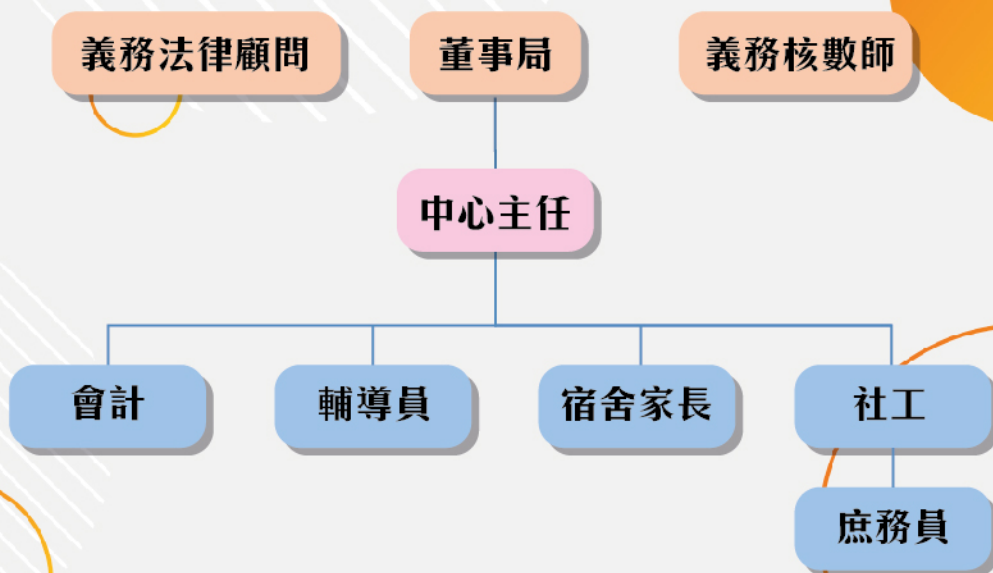 義務法律顧問
董事局
義務核數師
中心主任
會計
輔導員
宿舍家長
社工
庶務員